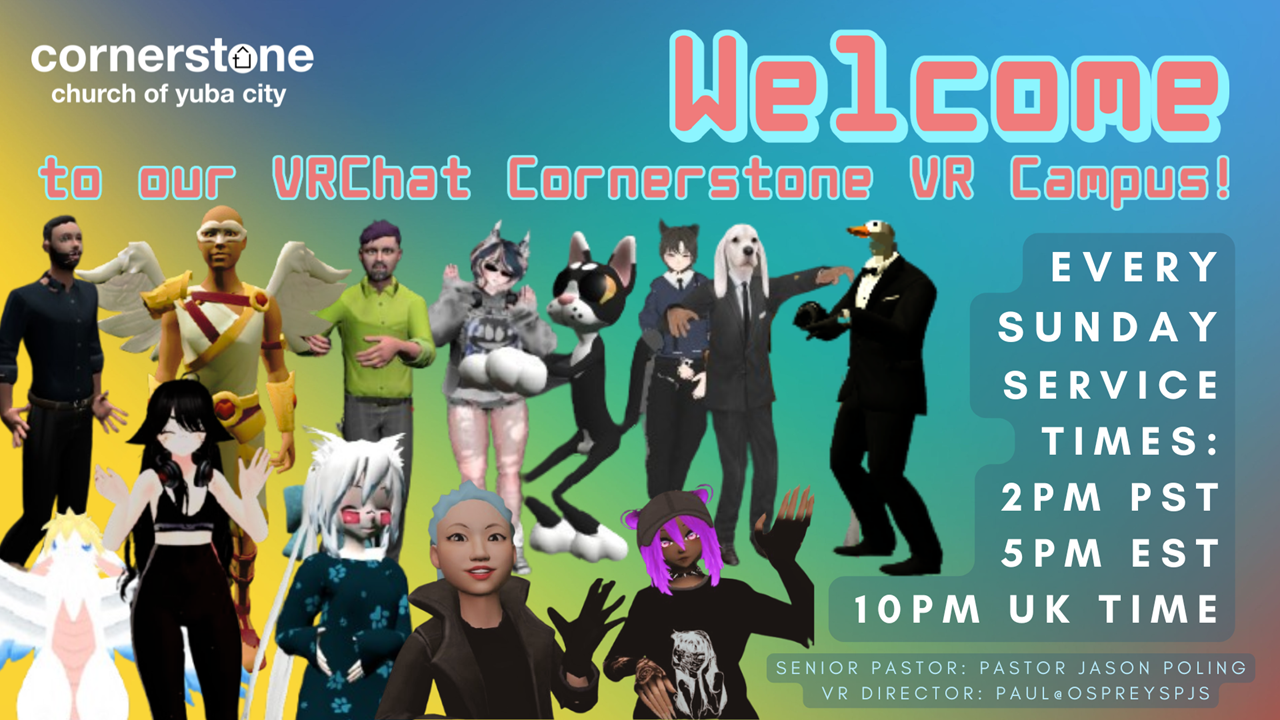 cornerstone
church of yuba city
Welcome
to our VRChat Cornerstone VR Campus!
EVERY
SUNDAY
SERVICE
TIMES:
2PM PST
5PM EST
10PM UK TIME
SENIOR PASTOR: PASTOR JASON POLING
VR DIRECTOR: PAUL@OSPREYSPJS